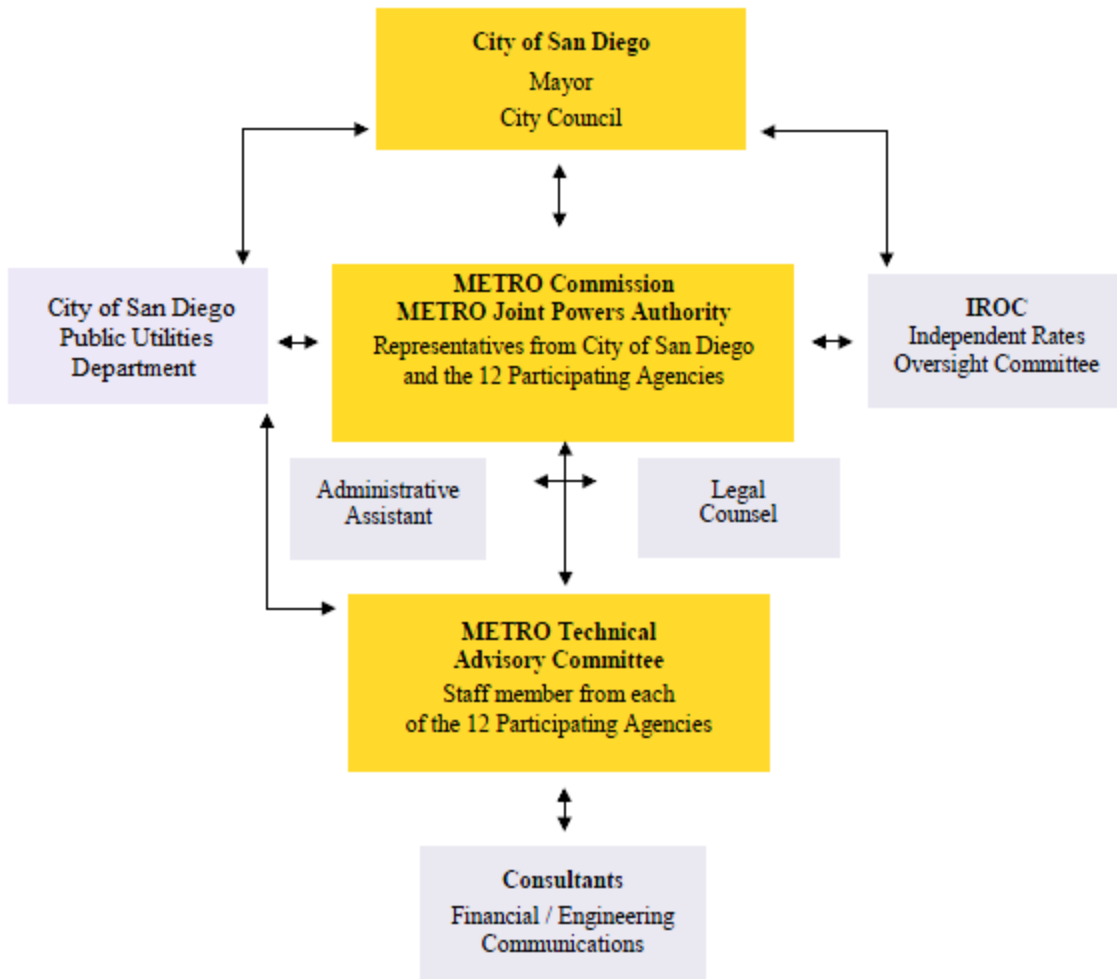 City of San Diego
Mayor
City Council
City of San Diego
Public Utilities
Department
METRO Commission
METRO Joint Powers Authority
Representatives from City of San Diego
and the 12 Participating Agencies
IROC
Independent Rates
Oversight Committee
Administrative
Assistant
Legal
Counsel
METRO Technical
Advisory Committee
Staff member from each
of the 12 Participating Agencies
Consultants
Financial / Engineering
Communications